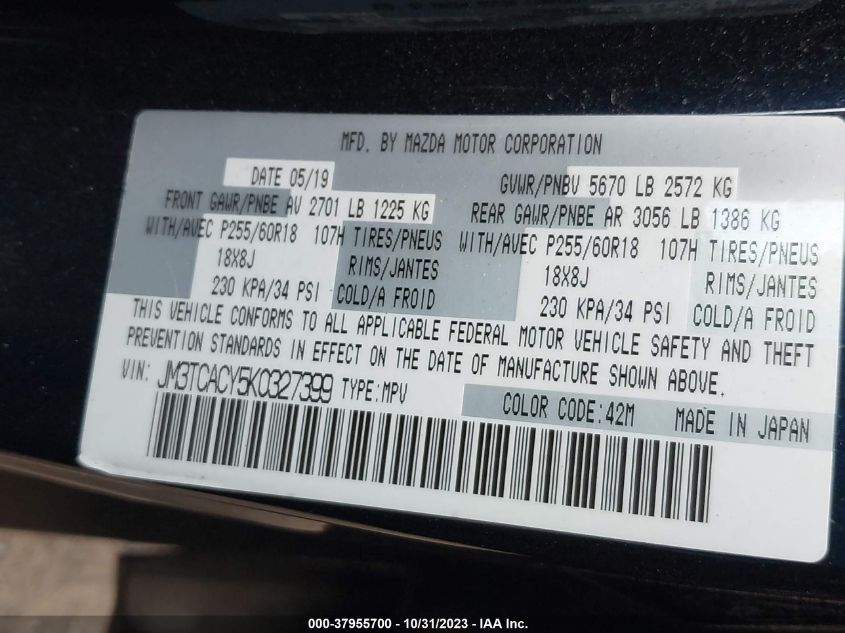 MFD. BY MAZDA MOTOR CORPORATION
DATE 05/19 GVWR/PNBV 5670 LB 2572 KG
FRONT GAWR/PNBE AV 2701 LB 1225 KG REAR GAWR/PNBE AR 3056 LB 1386 KG
WITH/AVEC P255/60R18 107H TIRES/PNEUS WITH/AVEC P255/60R18 107H TIRES/PNEUS
18X8J RIMS/JANTES 18X8J RIMS/JANTES
230 KPA/34 PSI COLD/A FROID 230 KPA/34 PSI COLD/A FROID
THIS VEHICLE CONFORMS TO ALL APPLICABLE FEDERAL MOTOR VEHICLE SAFETY AND THEFT
PREVENTION STANDARDS IN EFFECT ON THE DATE OF MANUFACTURE SHOWN ABOVE.
VIN: JM3TCACY5K0327399 TYPE:MPV
COLOR CODE:42M MADE IN JAPAN
000-37955700 - 10/31/2023 - IAA Inc.